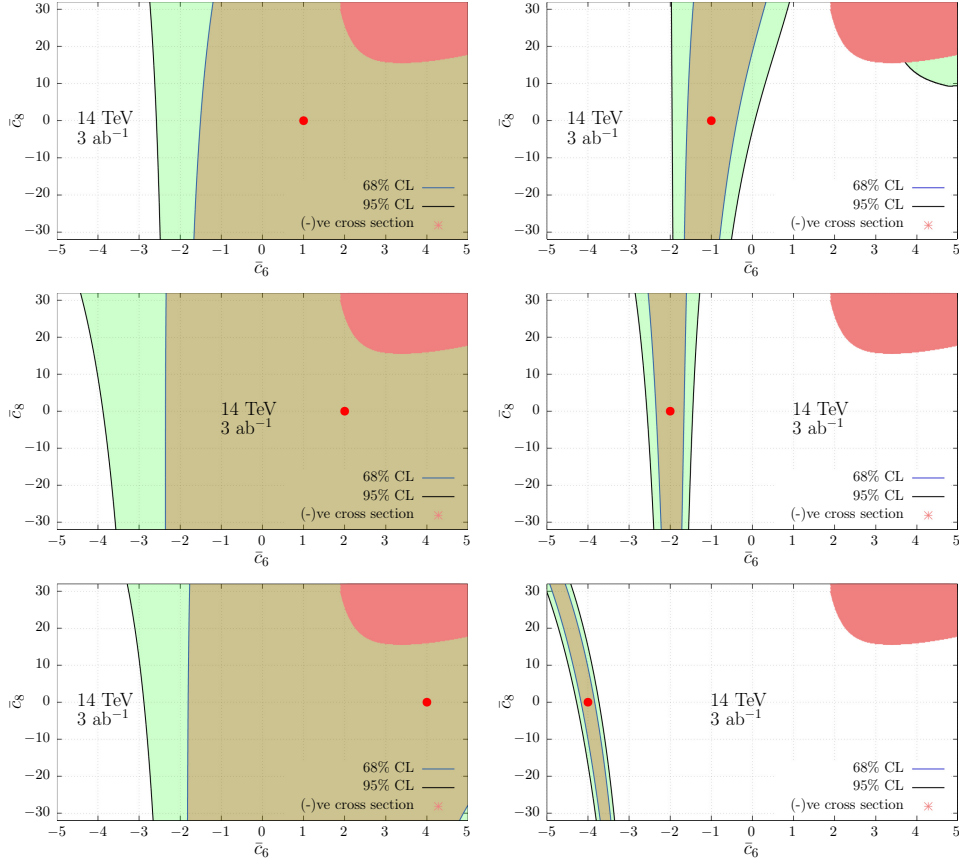 30
20
10
0
−10
−20
−30
c̄₈
14 TeV
3 ab⁻¹
68% CL
95% CL
(-)ve cross section
−5 −4 −3 −2 −1 0 1 2 3 4 5
c̄₆
30
20
10
0
−10
−20
−30
c̄₈
14 TeV
3 ab⁻¹
68% CL
95% CL
(-)ve cross section
−5 −4 −3 −2 −1 0 1 2 3 4 5
c̄₆
30
20
10
0
−10
−20
−30
c̄₈
14 TeV
3 ab⁻¹
68% CL
95% CL
(-)ve cross section
−5 −4 −3 −2 −1 0 1 2 3 4 5
c̄₆
30
20
10
0
−10
−20
−30
c̄₈
14 TeV
3 ab⁻¹
68% CL
95% CL
(-)ve cross section
−5 −4 −3 −2 −1 0 1 2 3 4 5
c̄₆
30
20
10
0
−10
−20
−30
c̄₈
14 TeV
3 ab⁻¹
68% CL
95% CL
(-)ve cross section
−5 −4 −3 −2 −1 0 1 2 3 4 5
c̄₆
30
20
10
0
−10
−20
−30
c̄₈
14 TeV
3 ab⁻¹
68% CL
95% CL
(-)ve cross section
−5 −4 −3 −2 −1 0 1 2 3 4 5
c̄₆